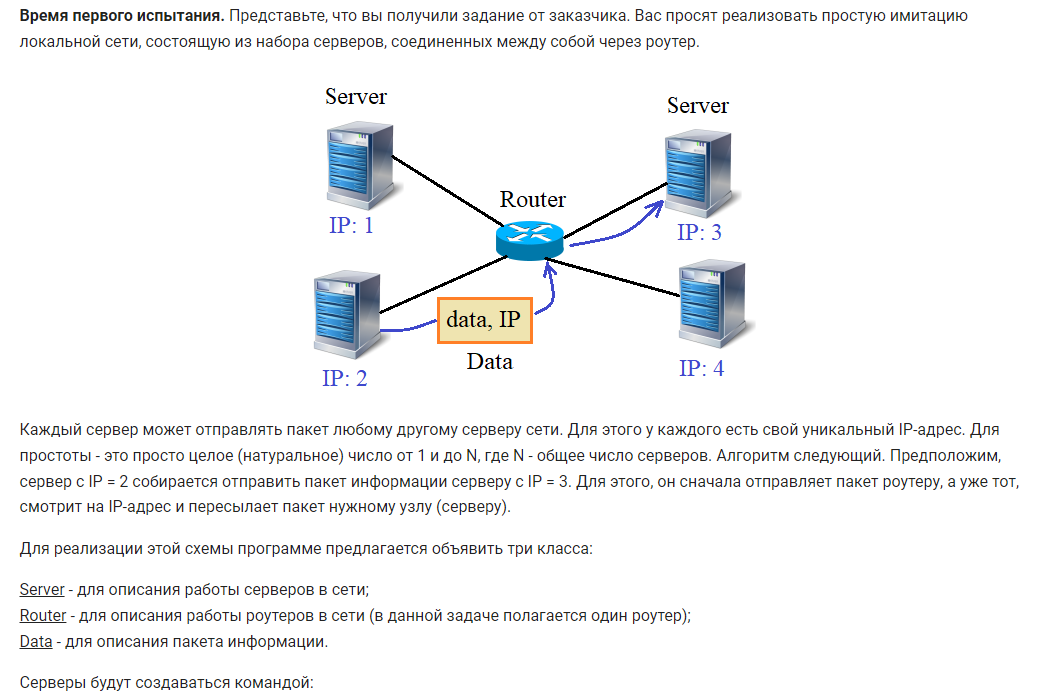 Время первого испытания. Представьте, что вы получили задание от заказчика. Вас просят реализовать простую имитацию
локальной сети, состоящую из набора серверов, соединенных между собой через роутер.
Server
Server
Router
IP: 1
IP: 3
data, IP
Data
IP: 2
IP: 4
Каждый сервер может отправлять пакет любому другому серверу сети. Для этого у каждого есть свой уникальный IP-адрес. Для
простоты - это просто целое (натуральное) число от 1 и до N, где N - общее число серверов. Алгоритм следующий. Предположим,
сервер с IP = 2 собирается отправить пакет информации серверу с IP = 3. Для этого, он сначала отправляет пакет роутеру, а уже тот,
смотрит на IP-адрес и пересылает пакет нужному узлу (серверу).
Для реализации этой схемы программе предлагается объявить три класса:
Server - для описания работы серверов в сети;
Router - для описания работы роутеров в сети (в данной задаче полагается один роутер);
Data - для описания пакета информации.
Серверы будут создаваться командой: